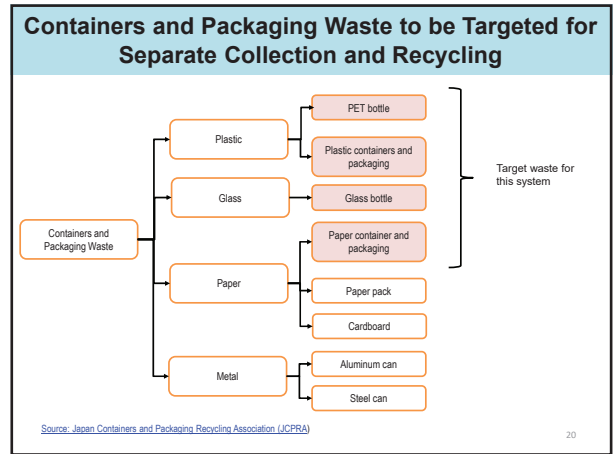 Containers and Packaging Waste to be Targeted for
Separate Collection and Recycling
PET bottle
Plastic
Plastic containers and
packaging
Target waste for
this system
Glass
Glass bottle
Containers and
Packaging Waste
Paper container and
packaging
Paper
Paper pack
Cardboard
Aluminum can
Metal
Steel can
Source: Japan Containers and Packaging Recycling Association (JCPRA)
20